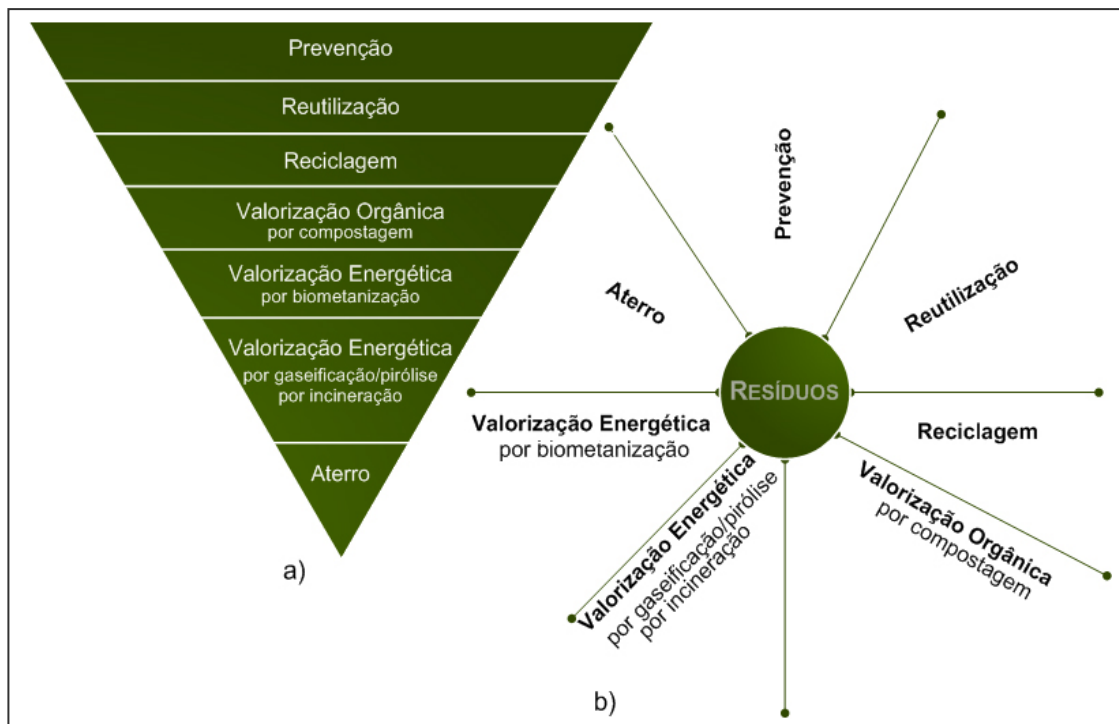 Prevenção
Reutilização
Reciclagem
Valorização Orgânica
por compostagem
Valorização Energética
por biometanização
Valorização Energética
por gaseificação/pirólise
por incineração
Aterro
a)
Prevenção
Reutilização
Reciclagem
Valorização Orgânica
por compostagem
Valorização Energética
por gaseificação/pirólise
por incineração
Valorização Energética
por biometanização
Aterro
RESÍDUOS
b)